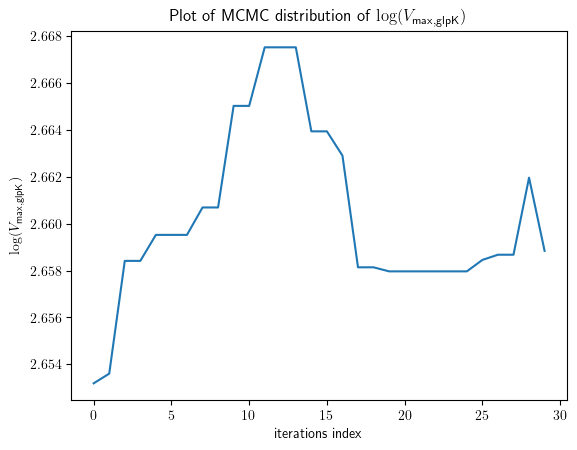 Plot of MCMC distribution of log(V_max,glpK)
2.668
2.666
2.664
2.662
2.660
2.658
2.656
2.654
log(V_max,glpK)
0 5 10 15 20 25 30
iterations index